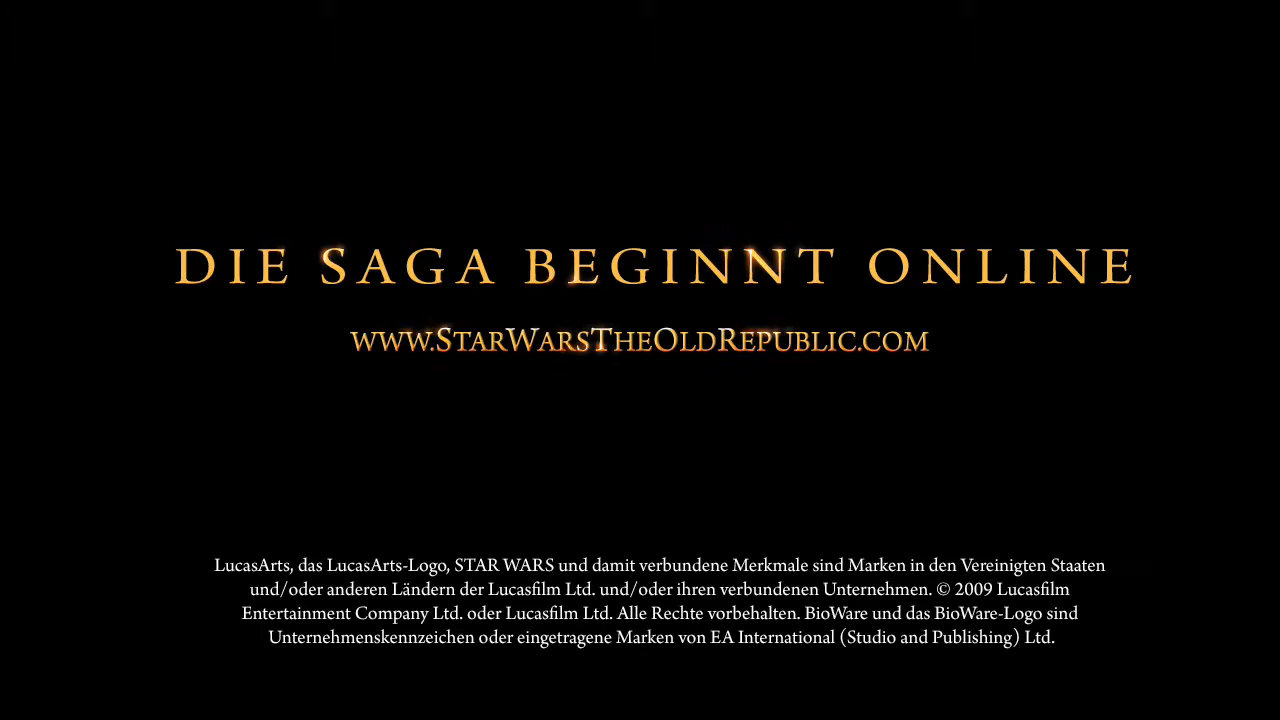 DIE SAGA BEGINNT ONLINE
WWW.STARWARSTHEOLDREPUBLIC.COM
LucasArts, das LucasArts-Logo, STAR WARS und damit verbundene Merkmale sind Marken in den Vereinigten Staaten
und/oder anderen Ländern der Lucasfilm Ltd. und/oder ihren verbundenen Unternehmen. © 2009 Lucasfilm
Entertainment Company Ltd. oder Lucasfilm Ltd. Alle Rechte vorbehalten. BioWare und das BioWare-Logo sind
Unternehmenskennzeichen oder eingetragene Marken von EA International (Studio and Publishing) Ltd.